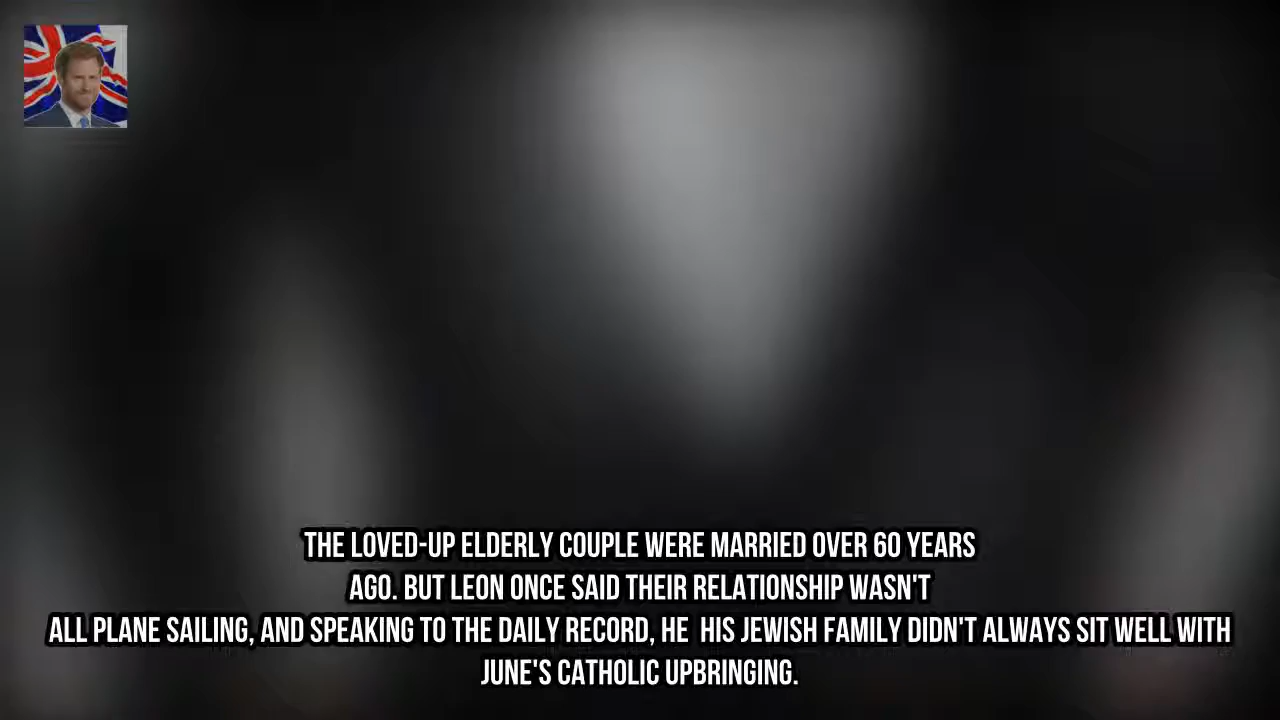 THE LOVED-UP ELDERLY COUPLE WERE MARRIED OVER 60 YEARS
AGO. BUT LEON ONCE SAID THEIR RELATIONSHIP WASN'T
ALL PLANE SAILING, AND SPEAKING TO THE DAILY RECORD, HE  HIS JEWISH FAMILY DIDN'T ALWAYS SIT WELL WITH
JUNE'S CATHOLIC UPBRINGING.